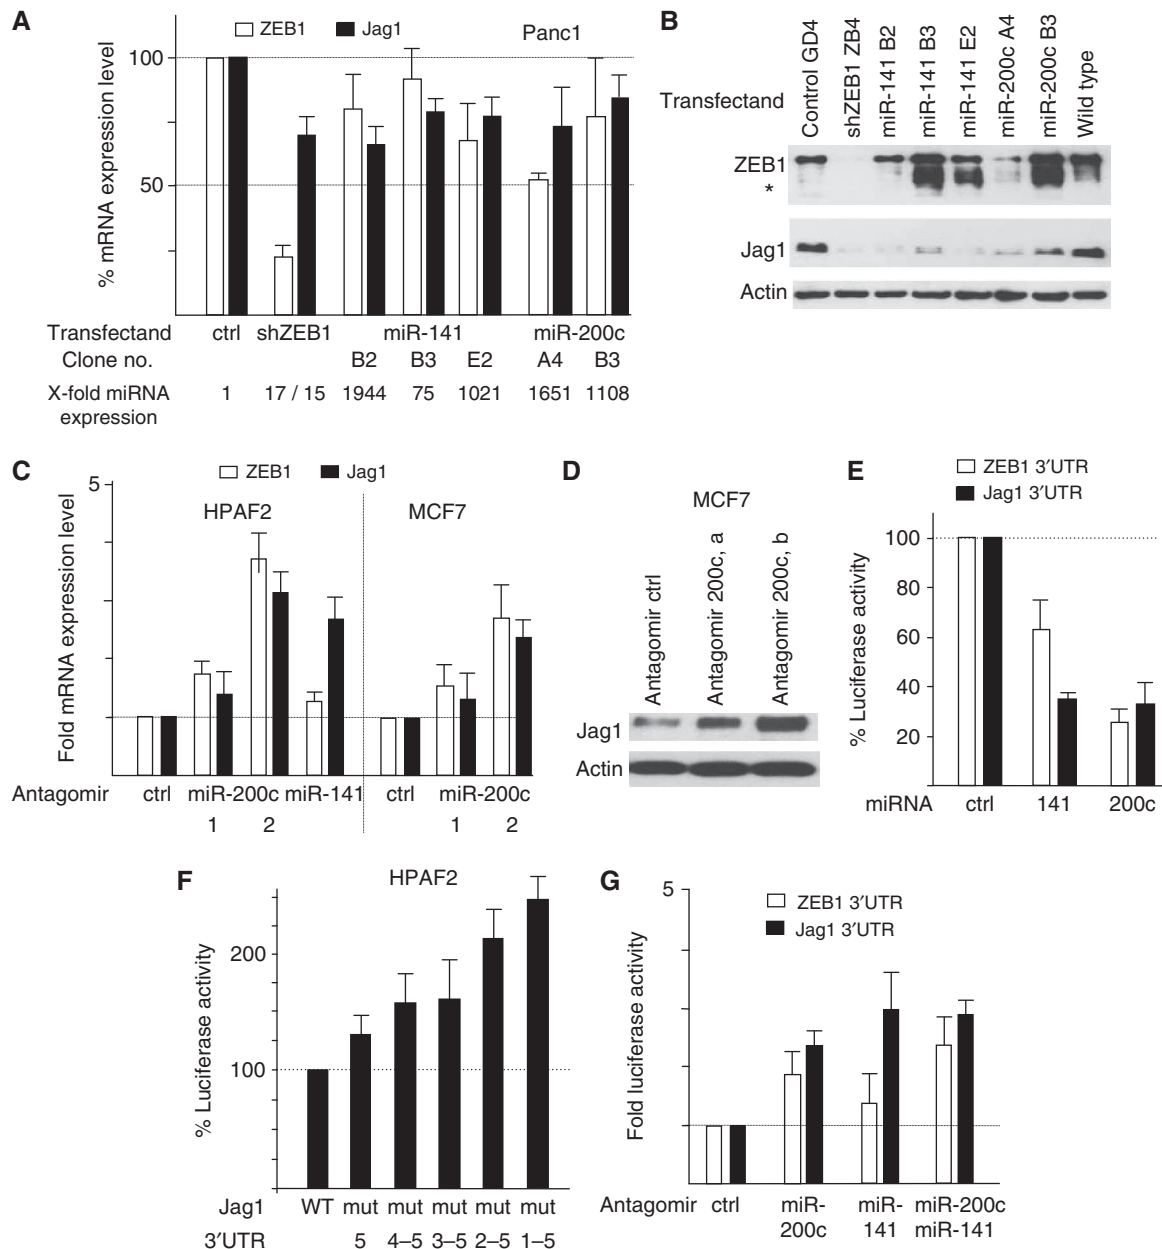 A
ZEB1
Jag1
Panc1
% mRNA expression level
100
50
Transfectand ctrl shZEB1 miR-141 miR-200c
Clone no. B2 B3 E2 A4 B3
X-fold miRNA expression 1 17 / 15 1944 75 1021 1651 1108
B
Transfectand
Control GD4
shZEB1 ZB4
miR-141 B2
miR-141 B3
miR-141 E2
miR-200c A4
miR-200c B3
Wild type
ZEB1
*
Jag1
Actin
C
ZEB1
Jag1
HPAF2
MCF7
Fold mRNA expression level
5
Antagomir ctrl miR-200c miR-141 ctrl miR-200c
1 2 1 2
D
MCF7
Antagomir ctrl
Antagomir 200c, a
Antagomir 200c, b
Jag1
Actin
E
ZEB1 3′UTR
Jag1 3′UTR
% Luciferase activity
100
80
60
40
20
miRNA ctrl 141 200c
F
HPAF2
% Luciferase activity
200
100
Jag1 WT mut mut mut mut mut
3′UTR 5 4–5 3–5 2–5 1–5
G
ZEB1 3′UTR
Jag1 3′UTR
Fold luciferase activity
5
Antagomir ctrl miR- miR- miR-200c
200c 141 miR-141